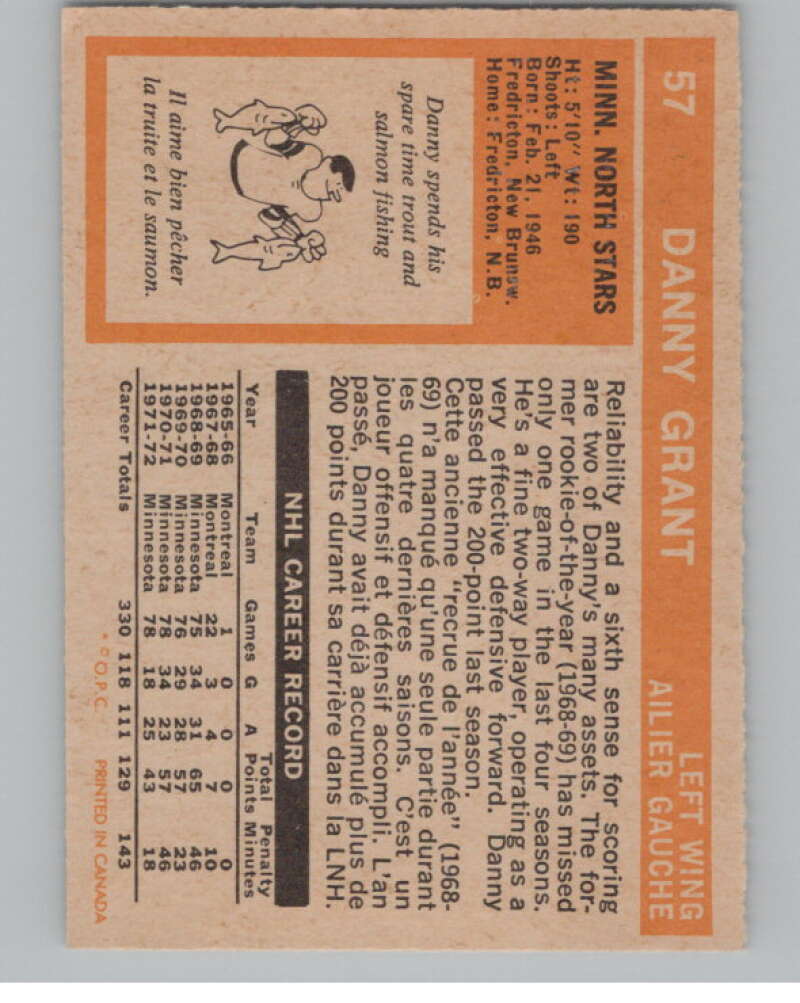 57 DANNY GRANT LEFT WING
AILIER GAUCHE
MINN. NORTH STARS
Ht: 5'10" Wt: 190
Shoots: Left
Born: Feb. 21, 1946
Fredricton, New Brunsw.
Home: Fredricton, N.B.
Danny spends his
spare time trout and
salmon fishing
Il aime bien pêcher
la truite et le saumon.
Reliability and a sixth sense for scoring
are two of Danny's many assets. The for-
mer rookie-of-the-year (1968-69) has missed
only one game in the last four seasons.
He's a fine two-way player, operating as a
very effective defensive forward. Danny
passed the 200-point last season.
Cette ancienne "recrue de l'année" (1968-
69) n'a manqué qu'une seule partie durant
les quatre dernières saisons. C'est un
joueur offensif et défensif accompli. L'an
passé, Danny avait déjà accumulé plus de
200 points durant sa carrière dans la LNH.
NHL CAREER RECORD
Total Penalty
Year Team Games G A Points Minutes
1965-66 Montreal 1 0 0 0 0
1967-68 Montreal 22 3 4 7 10
1968-69 Minnesota 75 34 31 65 46
1969-70 Minnesota 76 29 28 57 23
1970-71 Minnesota 78 34 23 57 46
1971-72 Minnesota 78 18 25 43 18
Career Totals 330 118 111 129 143
* © O.P.C. PRINTED IN CANADA